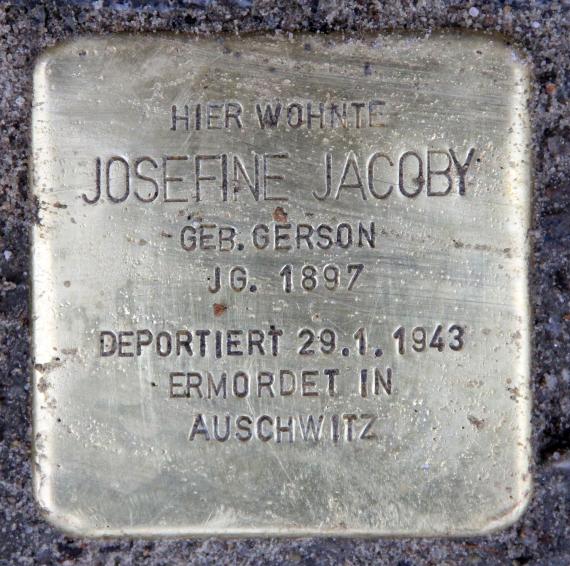 HIER WOHNTE
JOSEFINE JACOBY
GEB. GERSON
JG. 1897
DEPORTIERT 29.1.1943
ERMORDET IN
AUSCHWITZ